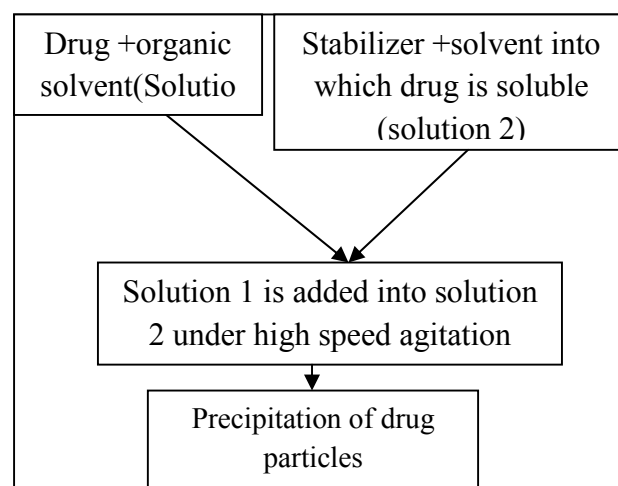 Drug +organic
solvent(Solutio
Stabilizer +solvent into
which drug is soluble
(solution 2)
Solution 1 is added into solution
2 under high speed agitation
Precipitation of drug
particles